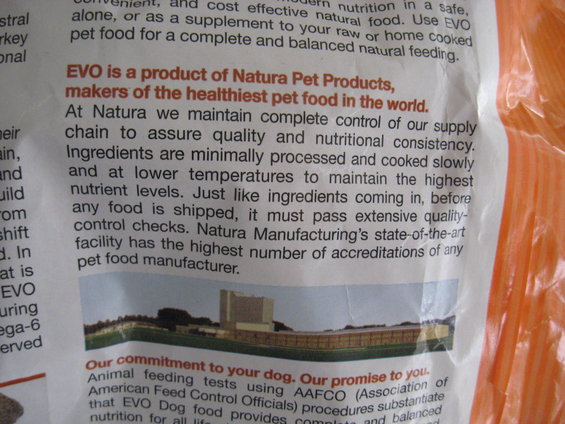 convenient, and cost effective natural food. Use EVO
alone, or as a supplement to your raw or home cooked
pet food for a complete and balanced natural feeding.
EVO is a product of Natura Pet Products,
makers of the healthiest pet food in the world.
At Natura we maintain complete control of our supply
chain to assure quality and nutritional consistency.
Ingredients are minimally processed and cooked slowly
and at lower temperatures to maintain the highest
nutrient levels. Just like ingredients coming in, before
any food is shipped, it must pass extensive quality-
control checks. Natura Manufacturing's state-of-the-art
facility has the highest number of accreditations of any
pet food manufacturer.
Our commitment to your dog. Our promise to you.
Animal feeding tests using AAFCO (Association of
American Feed Control Officials) procedures substantiate
that EVO Dog food provides complete and balanced
nutrition for all